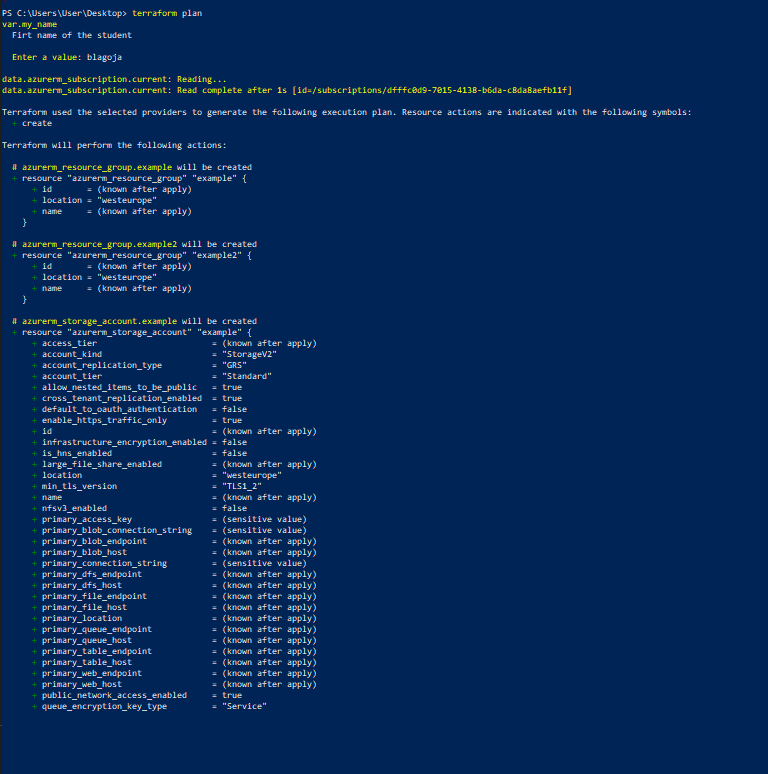 PS C:\Users\User\Desktop> terraform plan
var.my_name
  Firt name of the student

  Enter a value: blagoja

data.azurerm_subscription.current: Reading...
data.azurerm_subscription.current: Read complete after 1s [id=/subscriptions/dfffc0d9-7015-4138-b6da-c8da8aefb11f]

Terraform used the selected providers to generate the following execution plan. Resource actions are indicated with the following symbols:
  + create

Terraform will perform the following actions:

  # azurerm_resource_group.example will be created
  + resource "azurerm_resource_group" "example" {
      + id       = (known after apply)
      + location = "westeurope"
      + name     = (known after apply)
    }

  # azurerm_resource_group.example2 will be created
  + resource "azurerm_resource_group" "example2" {
      + id       = (known after apply)
      + location = "westeurope"
      + name     = (known after apply)
    }

  # azurerm_storage_account.example will be created
  + resource "azurerm_storage_account" "example" {
      + access_tier                       = (known after apply)
      + account_kind                      = "StorageV2"
      + account_replication_type          = "GRS"
      + account_tier                      = "Standard"
      + allow_nested_items_to_be_public   = true
      + cross_tenant_replication_enabled  = true
      + default_to_oauth_authentication   = false
      + enable_https_traffic_only         = true
      + id                                = (known after apply)
      + infrastructure_encryption_enabled = false
      + is_hns_enabled                    = false
      + large_file_share_enabled          = (known after apply)
      + location                          = "westeurope"
      + min_tls_version                   = "TLS1_2"
      + name                              = (known after apply)
      + nfsv3_enabled                     = false
      + primary_access_key                = (sensitive value)
      + primary_blob_connection_string    = (sensitive value)
      + primary_blob_endpoint             = (known after apply)
      + primary_blob_host                 = (known after apply)
      + primary_connection_string         = (sensitive value)
      + primary_dfs_endpoint              = (known after apply)
      + primary_dfs_host                  = (known after apply)
      + primary_file_endpoint             = (known after apply)
      + primary_file_host                 = (known after apply)
      + primary_location                  = (known after apply)
      + primary_queue_endpoint            = (known after apply)
      + primary_queue_host                = (known after apply)
      + primary_table_endpoint            = (known after apply)
      + primary_table_host                = (known after apply)
      + primary_web_endpoint              = (known after apply)
      + primary_web_host                  = (known after apply)
      + public_network_access_enabled     = true
      + queue_encryption_key_type         = "Service"